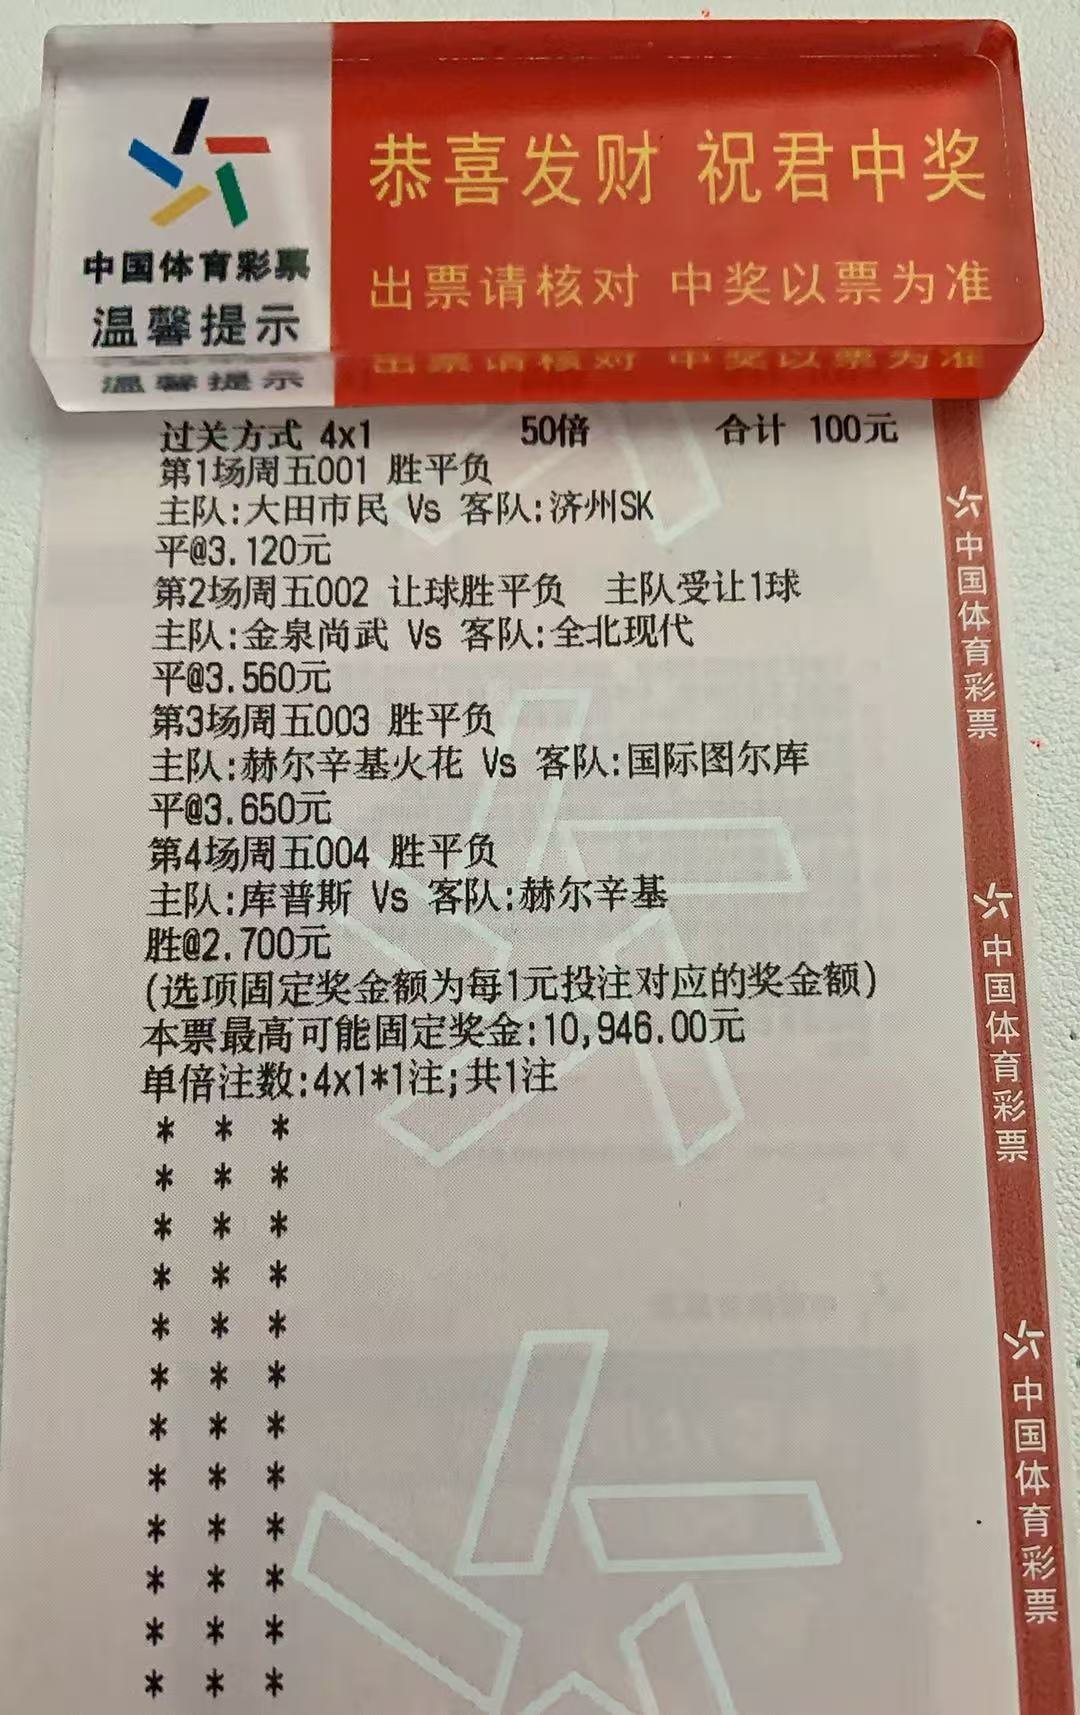 恭喜发财 祝君中奖
中国体育彩票
温馨提示
出票请核对 中奖以票为准
过关方式 4x1 50倍 合计 100元
第1场周五001 胜平负
主队:大田市民 Vs 客队:济州SK
平@3.120元
第2场周五002 让球胜平负 主队受让1球
主队:金泉尚武 Vs 客队:全北现代
平@3.560元
第3场周五003 胜平负
主队:赫尔辛基火花 Vs 客队:国际图尔库
平@3.650元
第4场周五004 胜平负
主队:库普斯 Vs 客队:赫尔辛基
胜@2.700元
(选项固定奖金额为每1元投注对应的奖金额)
本票最高可能固定奖金:10,946.00元
单倍注数:4x1*1注;共1注
* * *
* * *
* * *
* * *
* * *
* * *
* * *
* * *
* * *
* * *
* * *
* * *
中国体育彩票
中国体育彩票
中国体育彩票